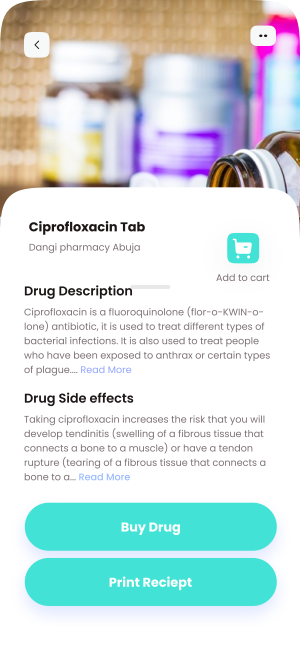 Ciprofloxacin Tab
Dangi pharmacy Abuja
Add to cart
Drug Description
Ciprofloxacin is a fluoroquinolone (flor-o-KWIN-o-
lone) antibiotic, it is used to treat different types of
bacterial infections. It is also used to treat people
who have been exposed to anthrax or certain types
of plague.... Read More
Drug Side effects
Taking ciprofloxacin increases the risk that you will
develop tendinitis (swelling of a fibrous tissue that
connects a bone to a muscle) or have a tendon
rupture (tearing of a fibrous tissue that connects a
bone to a... Read More
Buy Drug
Print Reciept